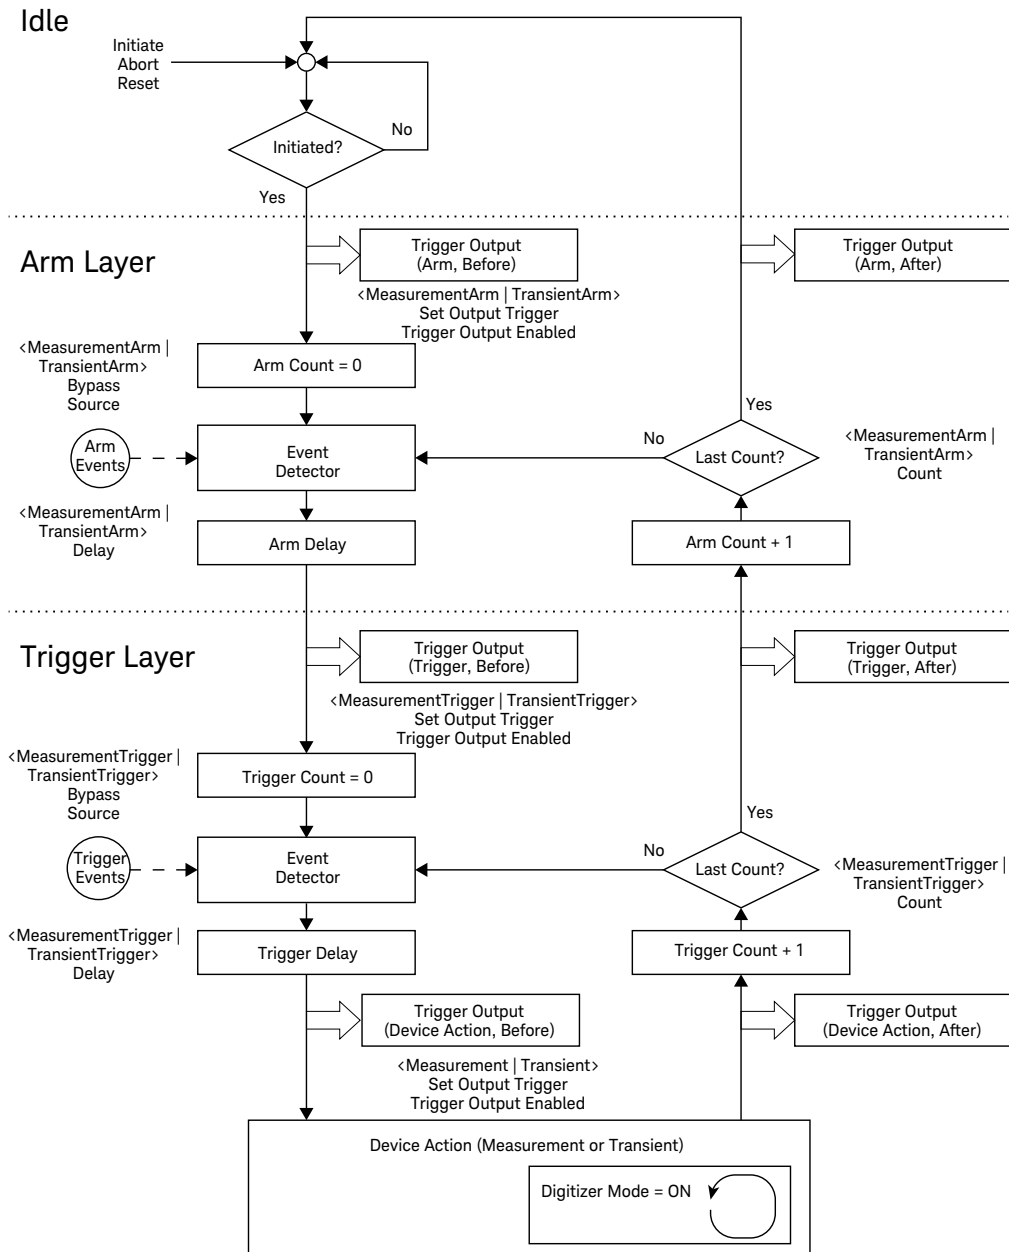 Idle
Initiate
Abort
Reset
Initiated?
No
Yes
Arm Layer
Trigger Output
(Arm, Before)
<MeasurementArm | TransientArm>
Set Output Trigger
Trigger Output Enabled
Trigger Output
(Arm, After)
<MeasurementArm |
TransientArm>
Bypass
Source
Arm Count = 0
Arm
Events
Event
Detector
No
Yes
Last Count?
<MeasurementArm |
TransientArm>
Count
<MeasurementArm |
TransientArm>
Delay
Arm Delay
Arm Count + 1
Trigger Layer
Trigger Output
(Trigger, Before)
<MeasurementTrigger | TransientTrigger>
Set Output Trigger
Trigger Output Enabled
Trigger Output
(Trigger, After)
<MeasurementTrigger |
TransientTrigger>
Bypass
Source
Trigger Count = 0
Trigger
Events
Event
Detector
No
Yes
Last Count?
<MeasurementTrigger |
TransientTrigger>
Count
<MeasurementTrigger |
TransientTrigger>
Delay
Trigger Delay
Trigger Count + 1
Trigger Output
(Device Action, Before)
<Measurement | Transient>
Set Output Trigger
Trigger Output Enabled
Trigger Output
(Device Action, After)
Device Action (Measurement or Transient)
Digitizer Mode = ON